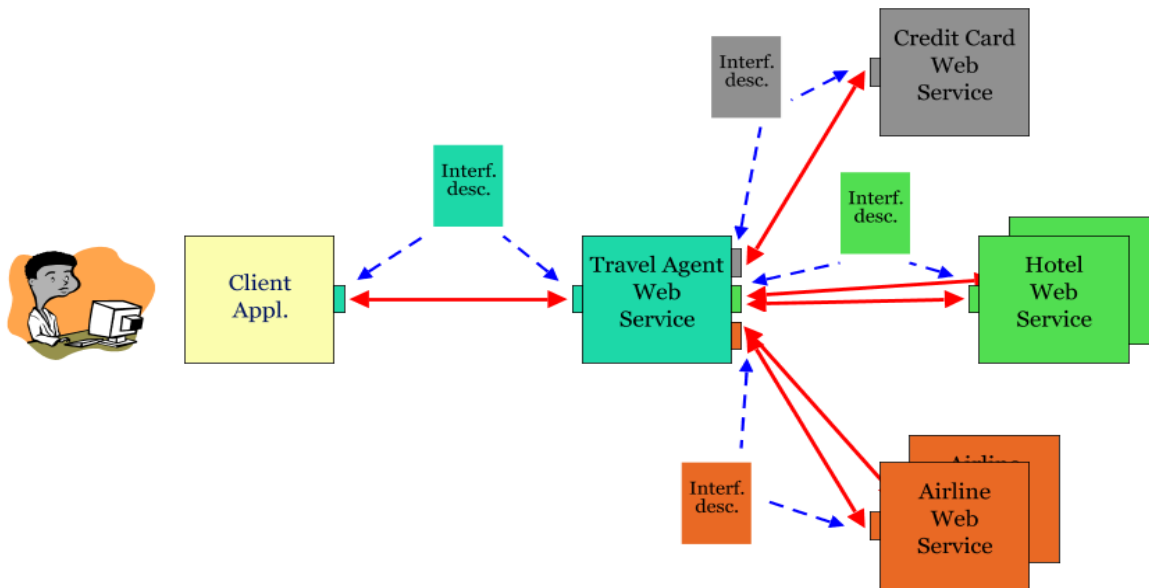 Credit Card
Web
Service
Interf.
desc.
Interf.
desc.
Interf.
desc.
Client
Appl.
Travel Agent
Web
Service
Hotel
Web
Service
Interf.
desc.
Airline
Airline
Web
Service